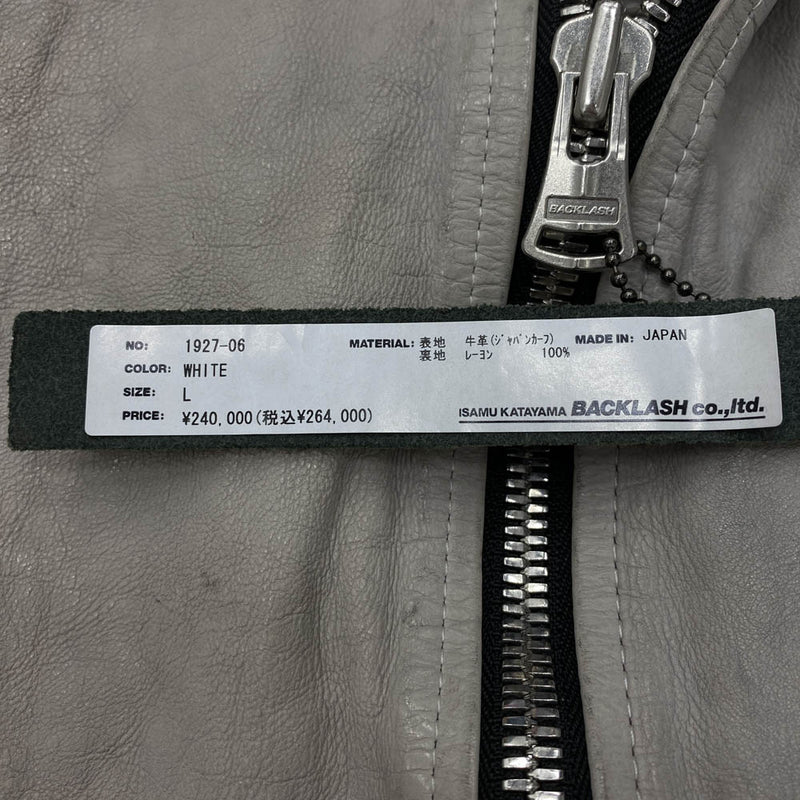 BACKLASH
NO: 1927-06
COLOR: WHITE
SIZE: L
PRICE: ¥240,000(税込¥264,000)
MATERIAL: 表地 牛革(ジャパンカーフ)
裏地 レーヨン 100%
MADE IN: JAPAN
ISAMU KATAYAMA BACKLASH co.,ltd.